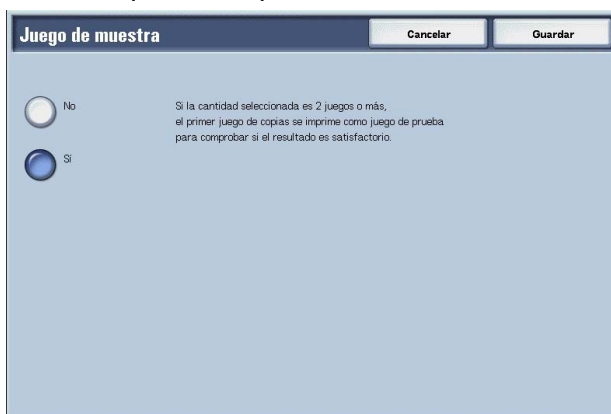 Juego de muestra
Cancelar
Guardar
No
Si la cantidad seleccionada es 2 juegos o más,
el primer juego de copias se imprime como juego de prueba
para comprobar si el resultado es satisfactorio.
Sí